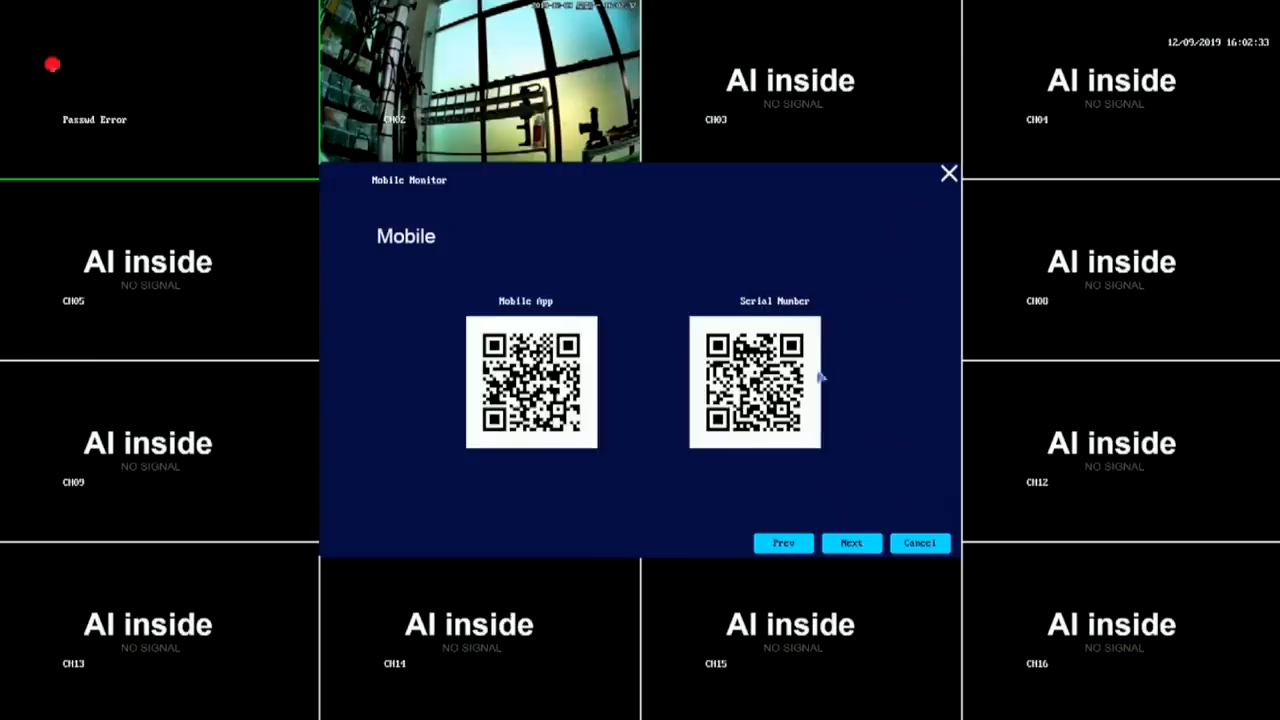 12/09/2019 16:02:33
AI inside
NO SIGNAL
CH03
AI inside
NO SIGNAL
CH04
Passwd Error
CH02
Mobile Monitor
Mobile
AI inside
NO SIGNAL
CH05
AI inside
NO SIGNAL
CH08
Mobile App
Serial Number
AI inside
NO SIGNAL
CH09
AI inside
NO SIGNAL
CH12
Prev
Next
Cancel
AI inside
NO SIGNAL
CH13
AI inside
NO SIGNAL
CH14
AI inside
NO SIGNAL
CH15
AI inside
NO SIGNAL
CH16